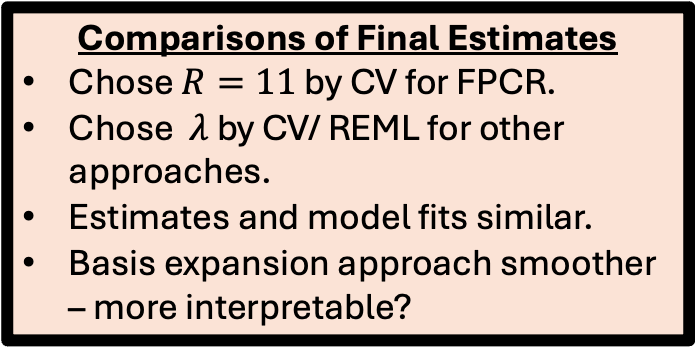 Comparisons of Final Estimates
• Chose R = 11 by CV for FPCR.
• Chose λ by CV/ REML for other
approaches.
• Estimates and model fits similar.
• Basis expansion approach smoother
– more interpretable?